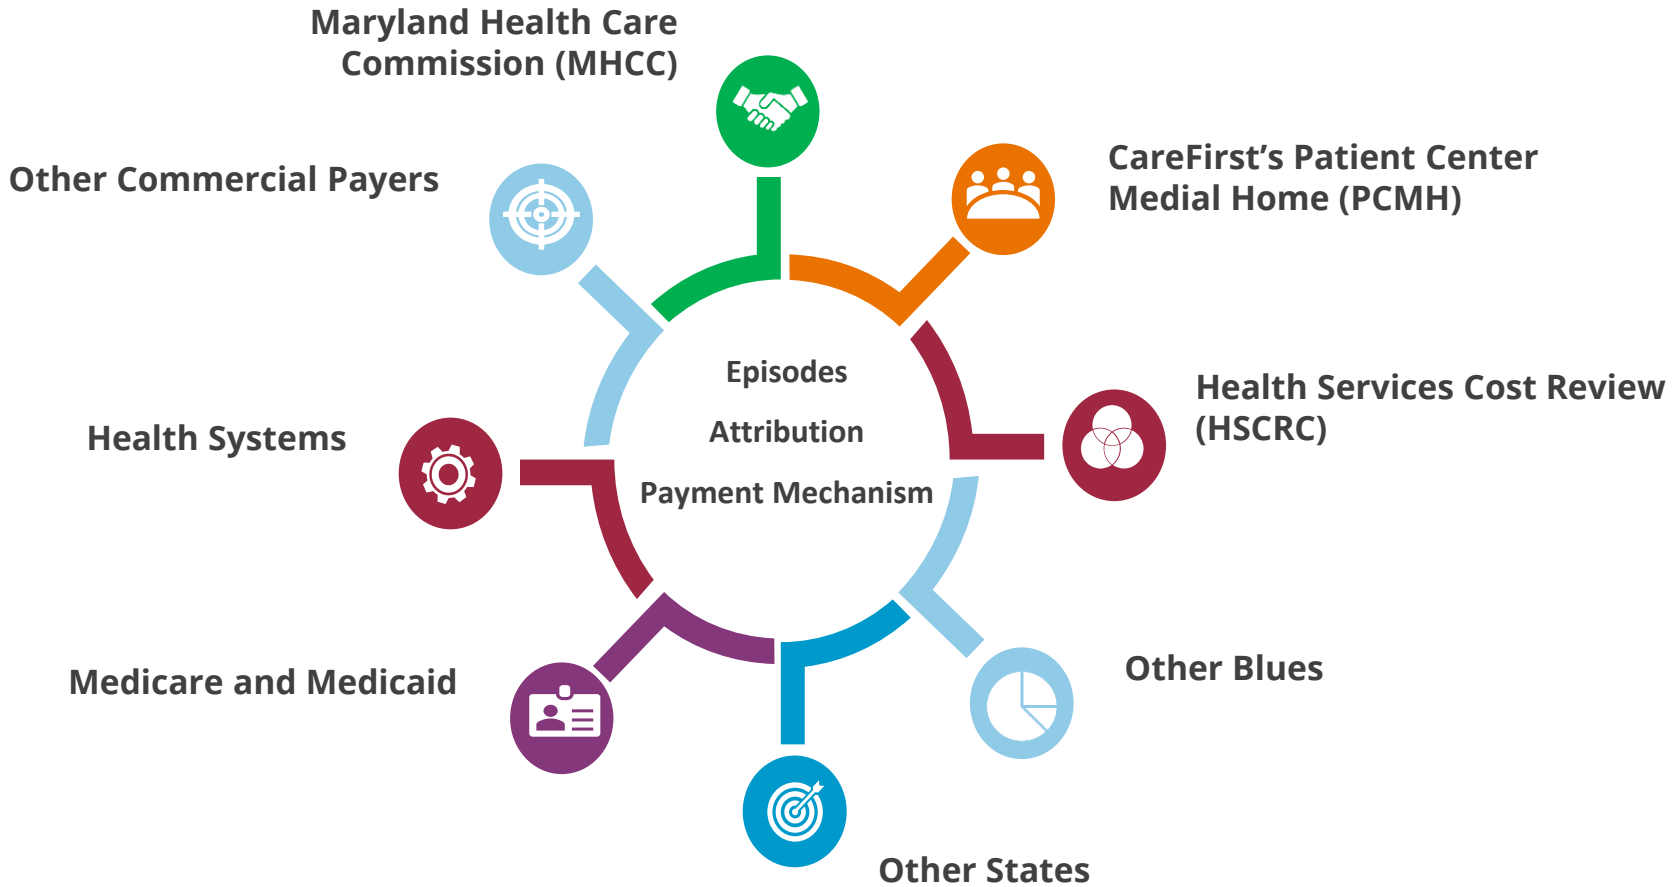 Maryland Health Care
Commission (MHCC)
CareFirst’s Patient Center
Medial Home (PCMH)
Other Commercial Payers
Health Services Cost Review
(HSCRC)
Episodes
Attribution
Payment Mechanism
Health Systems
Other Blues
Medicare and Medicaid
Other States